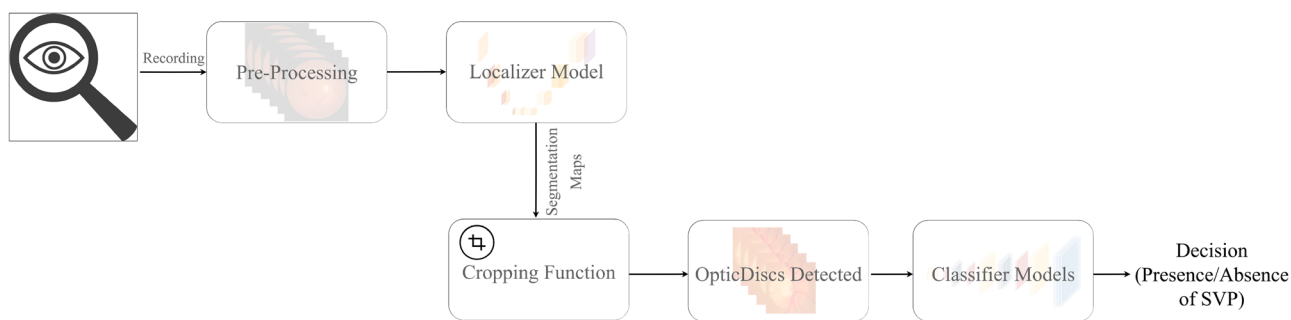 Recording
Pre-Processing
Localizer Model
Segmentation
Maps
Cropping Function
OpticDiscs Detected
Classifier Models
Decision
(Presence/Absence
of SVP)